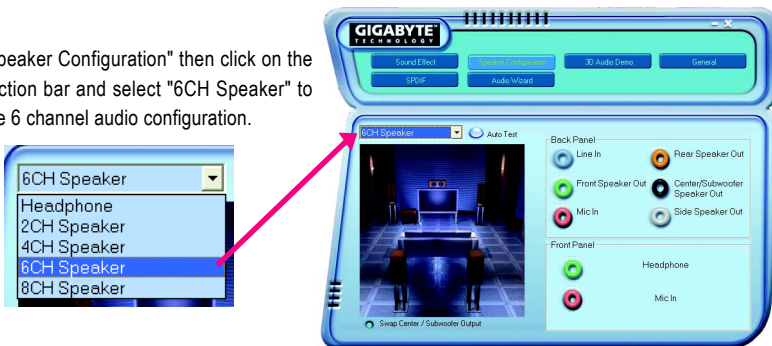 peaker Configuration" then click on the
ction bar and select "6CH Speaker" to
e 6 channel audio configuration.
6CH Speaker
Headphone
2CH Speaker
4CH Speaker
6CH Speaker
8CH Speaker
GIGABYTE
TECHNOLOGY
Sound Effect
Speaker Configuration
3D Audio Demo
General
SPDIF
Audio Wizard
6CH Speaker
Auto Test
Back Panel
Line In
Rear Speaker Out
Front Speaker Out
Center/Subwoofer
Speaker Out
Mic In
Side Speaker Out
Front Panel
Headphone
Mic In
Swap Center / Subwoofer Output